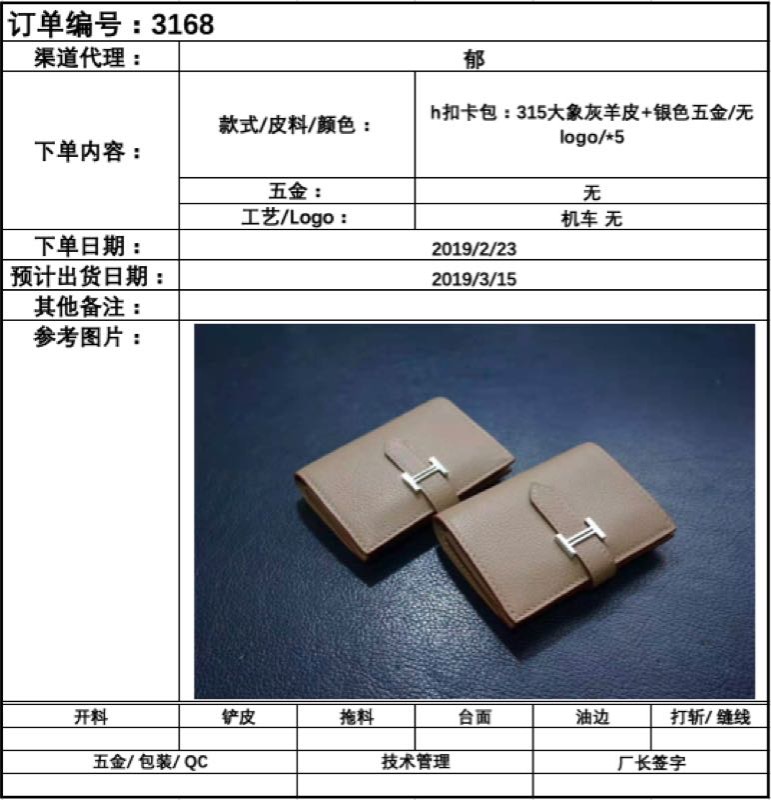 订单编号：3168
渠道代理：
郁
下单内容：
款式/皮料/颜色：
h扣卡包：315大象灰羊皮+银色五金/无
logo/*5
五金：
无
工艺/Logo：
机车 无
下单日期：
2019/2/23
预计出货日期：
2019/3/15
其他备注：
参考图片：
开料
铲皮
拖料
台面
油边
打斩/ 缝线
五金/ 包装/ QC
技术管理
厂长签字